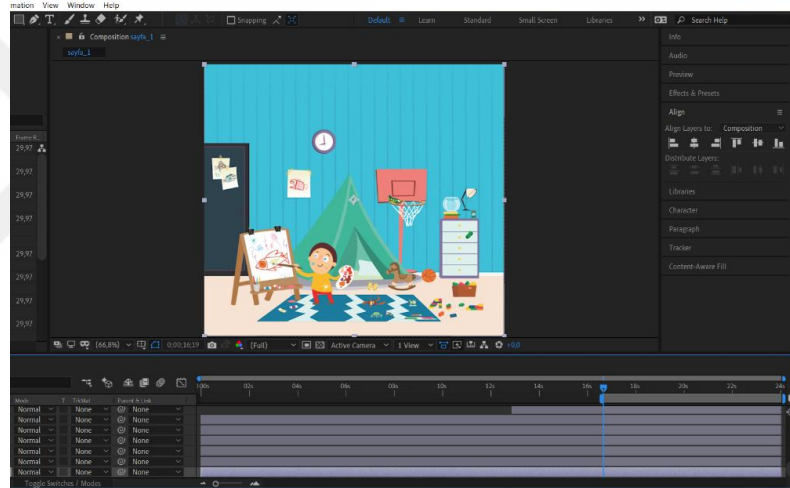 mation View Window Help
Snapping Default Learn Standard Small Screen Libraries Search Help
Composition sayfa_1
sayfa_1
Info
Audio
Preview
Effects & Presets
Align
Align Layers to: Composition
Distribute Layers:
Libraries
Character
Paragraph
Tracker
Content-Aware Fill
Frame R..
29,97
29,97
29,97
29,97
29,97
29,97
29,97
29,97
(66,8%) 0;00;16;19 (Full) Active Camera 1 View +0,0
02s 04s 06s 08s 10s 12s 14s 16s 18s 20s 22s 24s
Mode T TrkMat Parent & Link
Normal None None
Normal None None
Normal None None
Normal None None
Normal None None
Normal None None
Normal None None
Toggle Switches / Modes